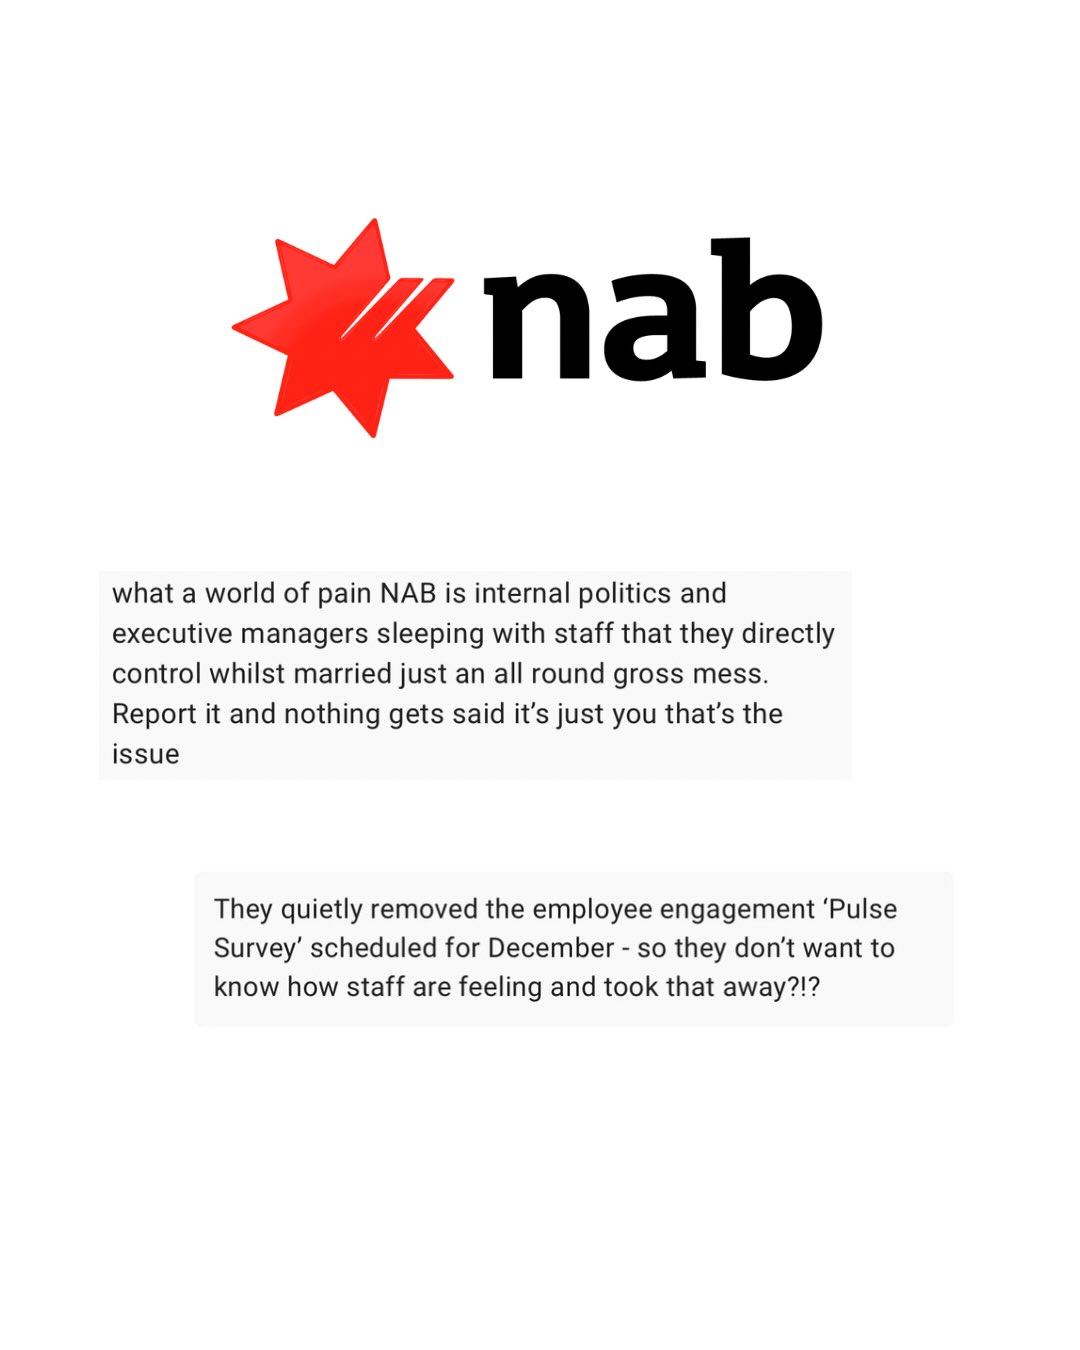 nab
what a world of pain NAB is internal politics and
executive managers sleeping with staff that they directly
control whilst married just an all round gross mess.
Report it and nothing gets said it’s just you that’s the
issue
They quietly removed the employee engagement ‘Pulse
Survey’ scheduled for December - so they don’t want to
know how staff are feeling and took that away?!?